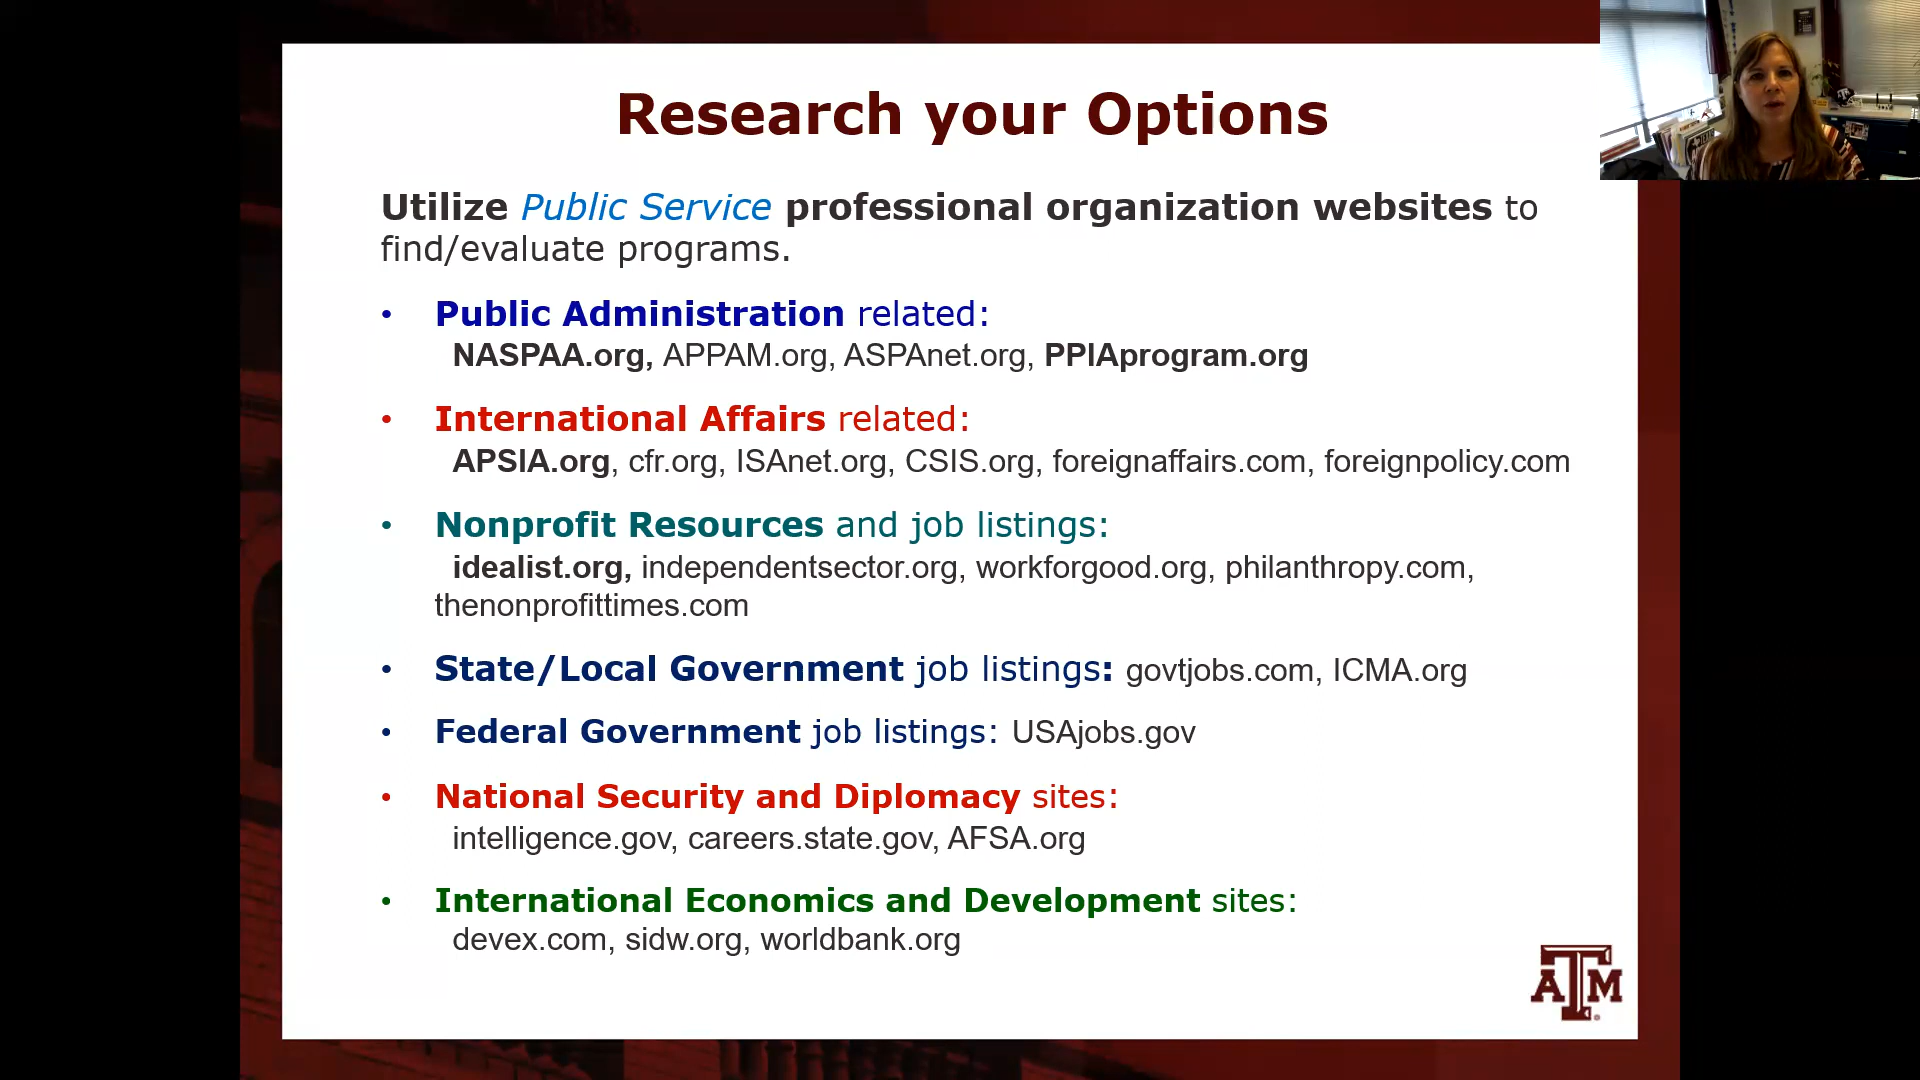 Research your Options
Utilize Public Service professional organization websites to
find/evaluate programs.
• Public Administration related:
NASPAA.org, APPAM.org, ASPAnet.org, PPIAprogram.org
• International Affairs related:
APSIA.org, cfr.org, ISAnet.org, CSIS.org, foreignaffairs.com, foreignpolicy.com
• Nonprofit Resources and job listings:
idealist.org, independentsector.org, workforgood.org, philanthropy.com,
thenonprofittimes.com
• State/Local Government job listings: govtjobs.com, ICMA.org
• Federal Government job listings: USAjobs.gov
• National Security and Diplomacy sites:
intelligence.gov, careers.state.gov, AFSA.org
• International Economics and Development sites:
devex.com, sidw.org, worldbank.org
ATM®